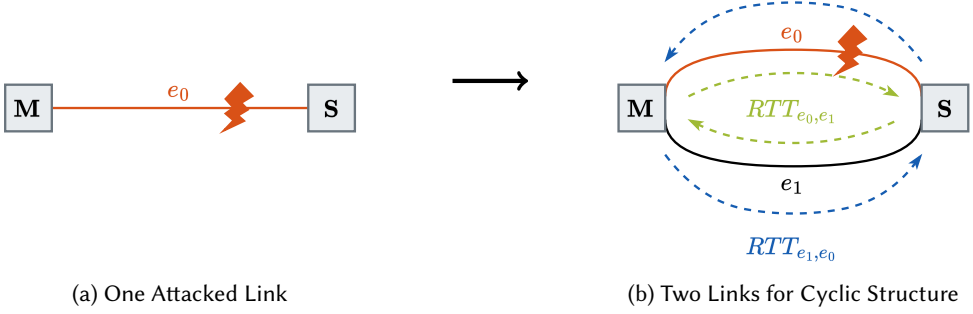 e0
M
S
(a) One Attacked Link
e0
M
RTTe0,e1
S
e1
RTTe1,e0
(b) Two Links for Cyclic Structure